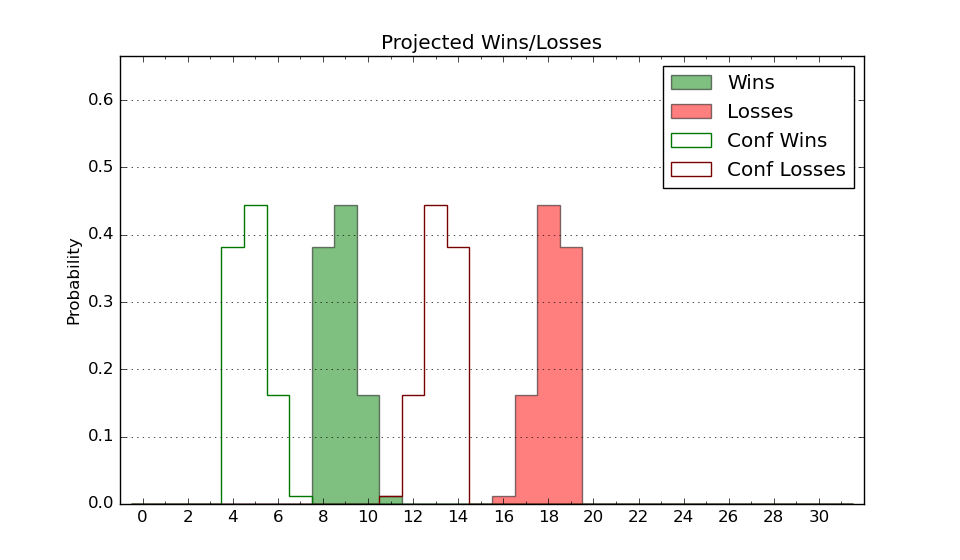 Projected Wins/Losses
Wins
Losses
Conf Wins
Conf Losses
Probability
0.6
0.5
0.4
0.3
0.2
0.1
0.0
0 2 4 6 8 10 12 14 16 18 20 22 24 26 28 30